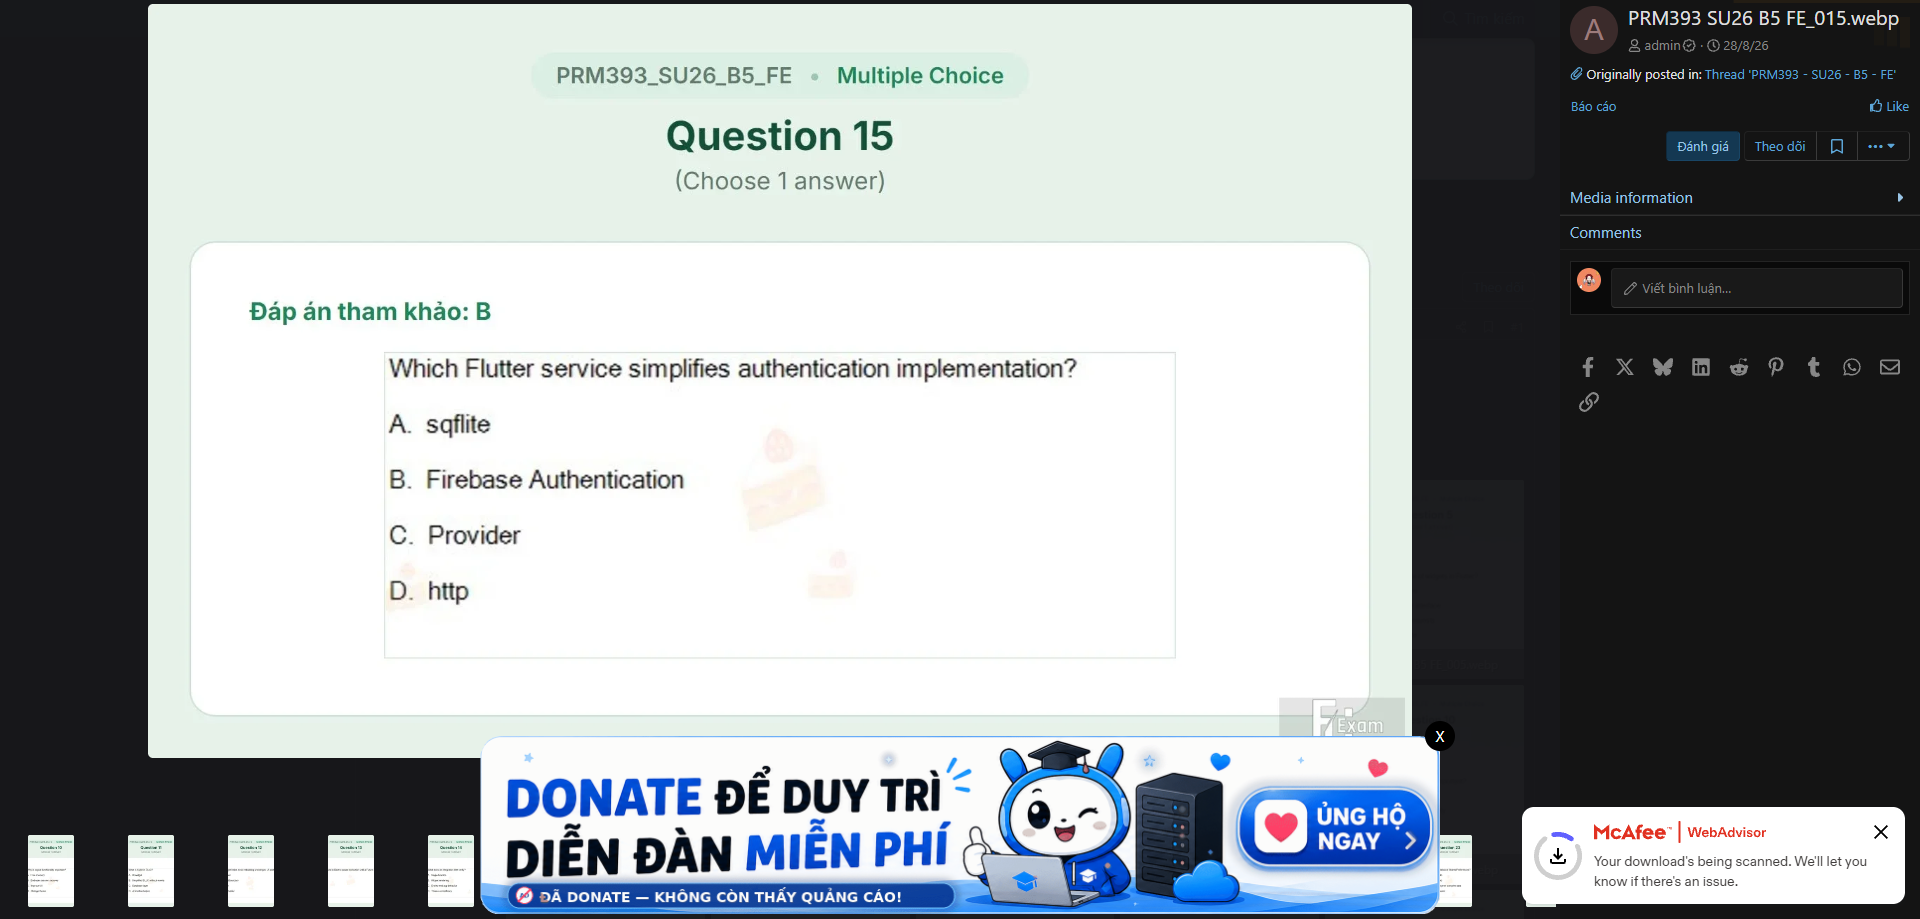 PRM393_SU26_B5_FE • Multiple Choice
Question 15
(Choose 1 answer)
Đáp án tham khảo: B
Which Flutter service simplifies authentication implementation?
A. sqflite
B. Firebase Authentication
C. Provider
D. http
Exam
X
DONATE ĐỂ DUY TRÌ
DIỄN ĐÀN MIỄN PHÍ
ĐÃ DONATE — KHÔNG CÒN THẤY QUẢNG CÁO!
ỦNG HỘ
NGAY
A
PRM393 SU26 B5 FE_015.webp
admin · 28/8/26
Originally posted in: Thread 'PRM393 - SU26 - B5 - FE'
Báo cáo
Like
Đánh giá
Theo dõi
Media information
Comments
Viết bình luận...
McAfee™ | WebAdvisor
Your download's being scanned. We'll let you
know if there's an issue.